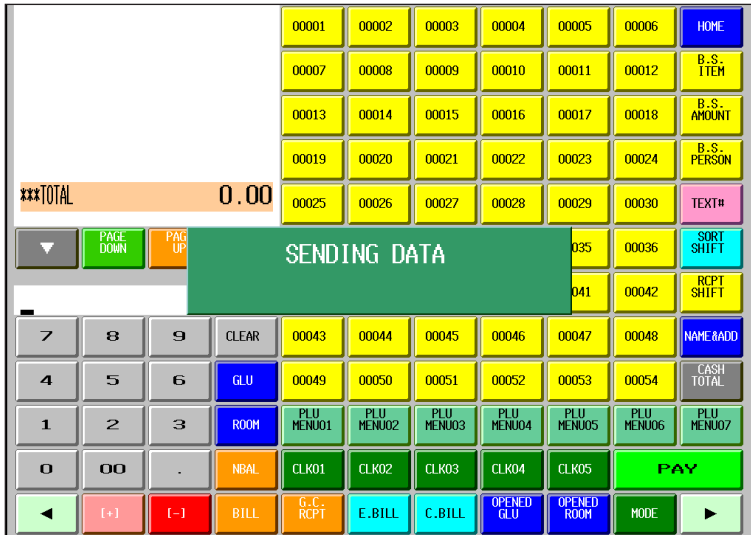 00001 00002 00003 00004 00005 00006 HOME
00007 00008 00009 00010 00011 00012 B.S.
ITEM
00013 00014 00015 00016 00017 00018 B.S.
AMOUNT
00019 00020 00021 00022 00023 00024 B.S.
PERSON
***TOTAL 0.00 00025 00026 00027 00028 00029 00030 TEXT#
▼ PAGE
DOWN PAG
UP SENDING DATA 035 00036 SORT
SHIFT
041 00042 RCPT
SHIFT
7 8 9 CLEAR 00043 00044 00045 00046 00047 00048 NAME&ADD
4 5 6 GLU 00049 00050 00051 00052 00053 00054 CASH
TOTAL
1 2 3 ROOM PLU
MENU01 PLU
MENU02 PLU
MENU03 PLU
MENU04 PLU
MENU05 PLU
MENU06 PLU
MENU07
0 00 . NBAL CLK01 CLK02 CLK03 CLK04 CLK05 PAY
◀ [+] [-] BILL G.C.
RCPT E.BILL C.BILL OPENED
GLU OPENED
ROOM MODE ▶